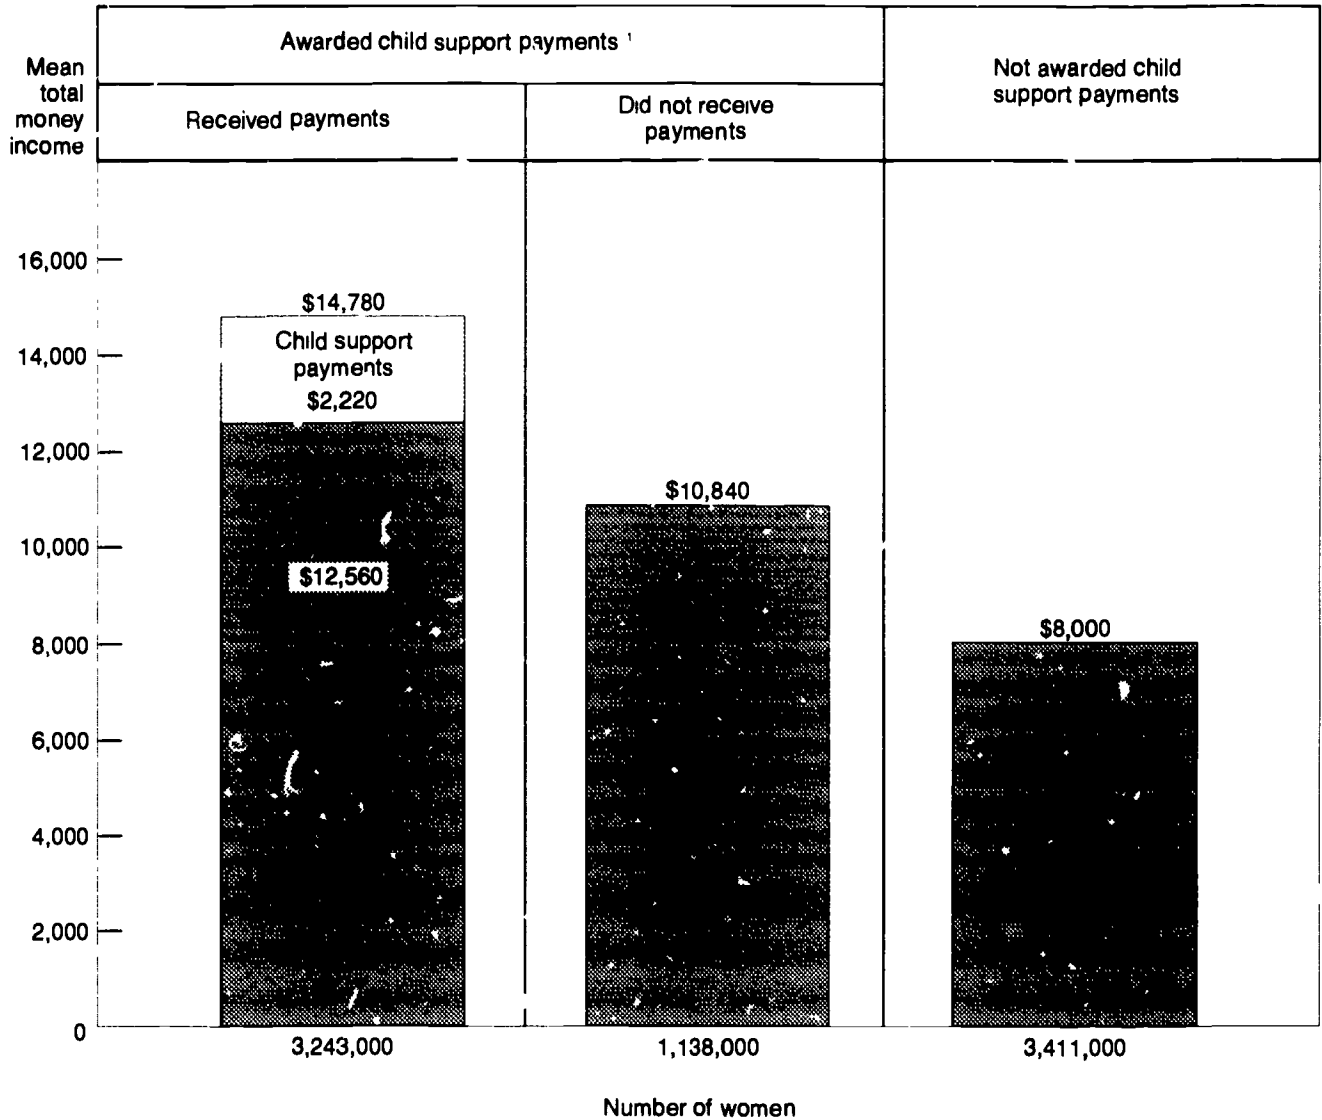 Mean
total
money
income
Awarded child support payments ¹
Received payments
Did not receive
payments
Not awarded child
support payments
16,000
14,000
12,000
10,000
8,000
6,000
4,000
2,000
0
$14,780
Child support
payments
$2,220
$12,560
$10,840
$8,000
3,243,000
1,138,000
3,411,000
Number of women